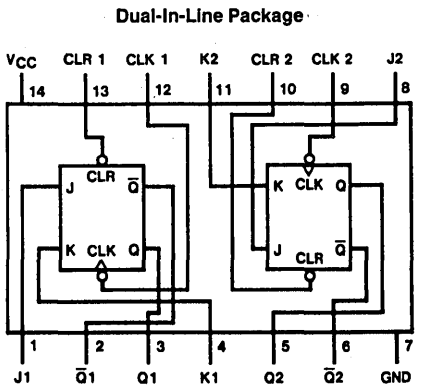 Dual-In-Line Package
VCC CLR 1 CLK 1 K2 CLR 2 CLK 2 J2
14 13 12 11 10 9 8
CLR
J Q̅
K CLK Q
K CLK Q
J Q̅
CLR
1 2 3 4 5 6 7
J1 Q̅1 Q1 K1 Q2 Q̅2 GND